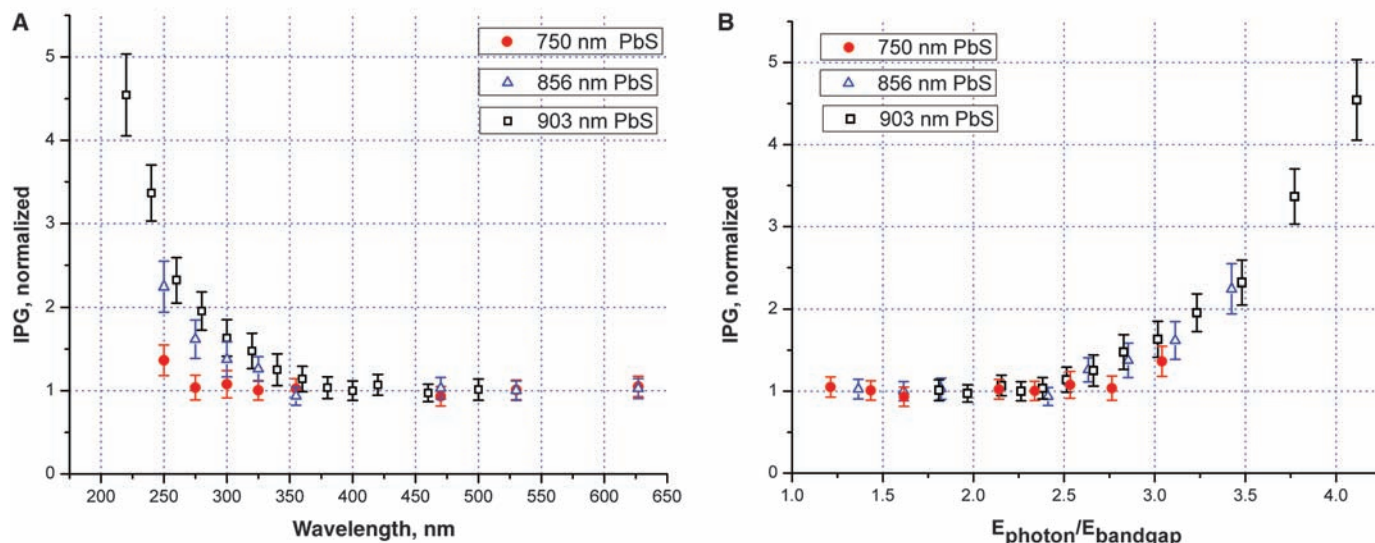 A
750 nm PbS
856 nm PbS
903 nm PbS
IPG, normalized
5
4
3
2
1
0
200 250 300 350 400 450 500 550 600 650
Wavelength, nm
B
750 nm PbS
856 nm PbS
903 nm PbS
IPG, normalized
5
4
3
2
1
0
1.0 1.5 2.0 2.5 3.0 3.5 4.0
Ephoton/Ebandgap